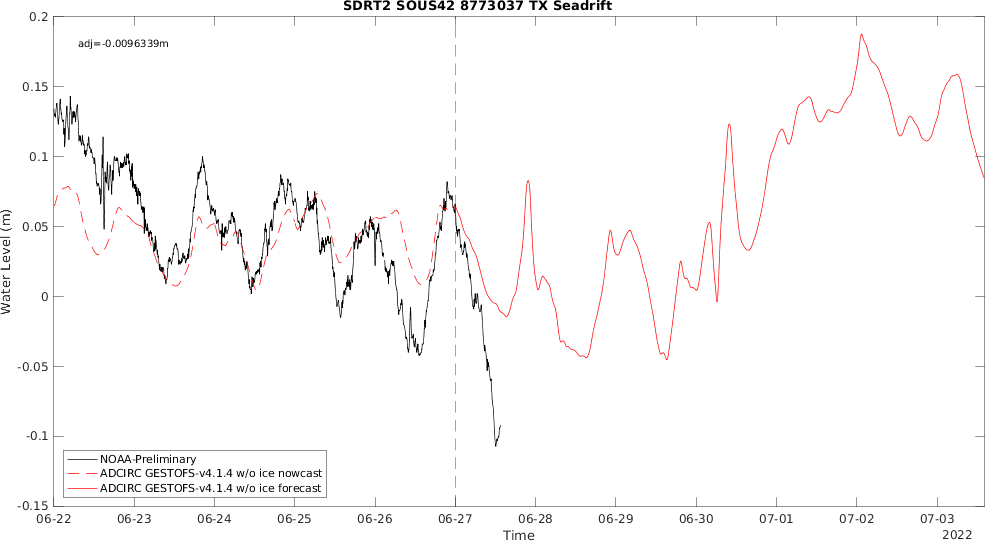 SDRT2 SOUS42 8773037 TX Seadrift
adj=-0.0096339m
0.2
0.15
0.1
0.05
0
-0.05
-0.1
-0.15
Water Level (m)
NOAA-Preliminary
ADCIRC GESTOFS-v4.1.4 w/o ice nowcast
ADCIRC GESTOFS-v4.1.4 w/o ice forecast
06-22 06-23 06-24 06-25 06-26 06-27 06-28 06-29 06-30 07-01 07-02 07-03
Time
2022